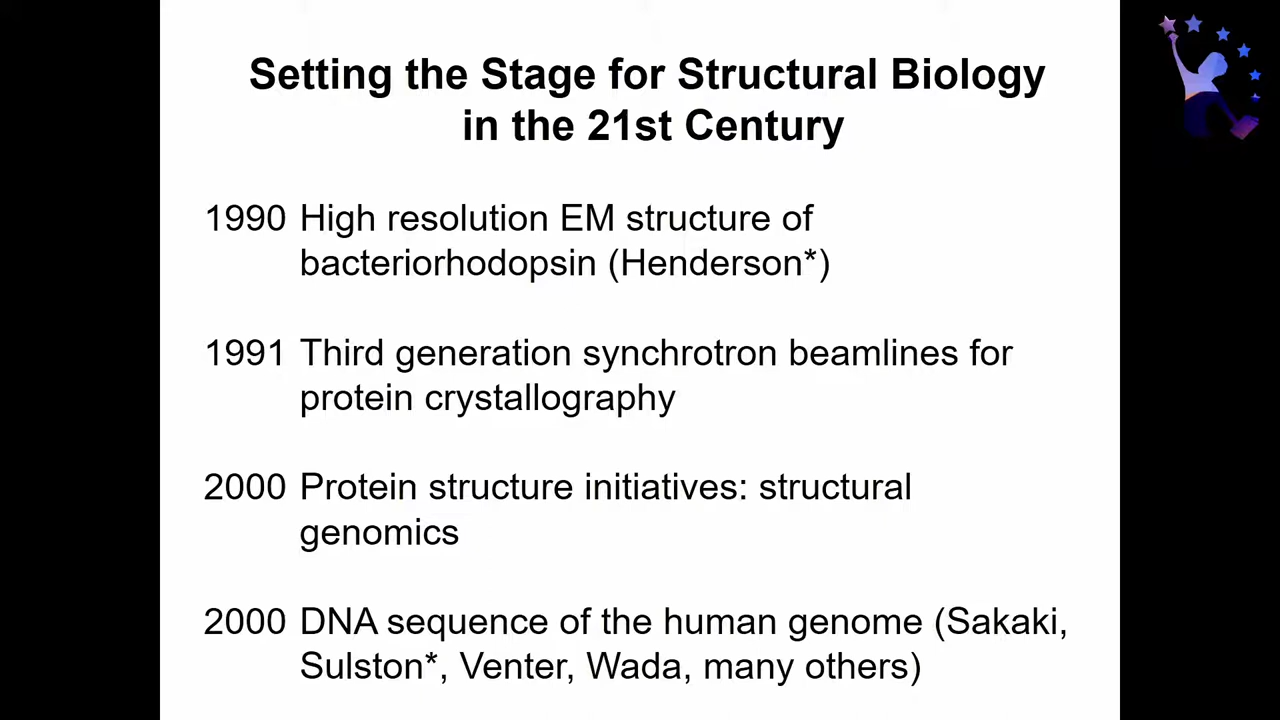 Setting the Stage for Structural Biology
in the 21st Century
1990 High resolution EM structure of
bacteriorhodopsin (Henderson*)
1991 Third generation synchrotron beamlines for
protein crystallography
2000 Protein structure initiatives: structural
genomics
2000 DNA sequence of the human genome (Sakaki,
Sulston*, Venter, Wada, many others)